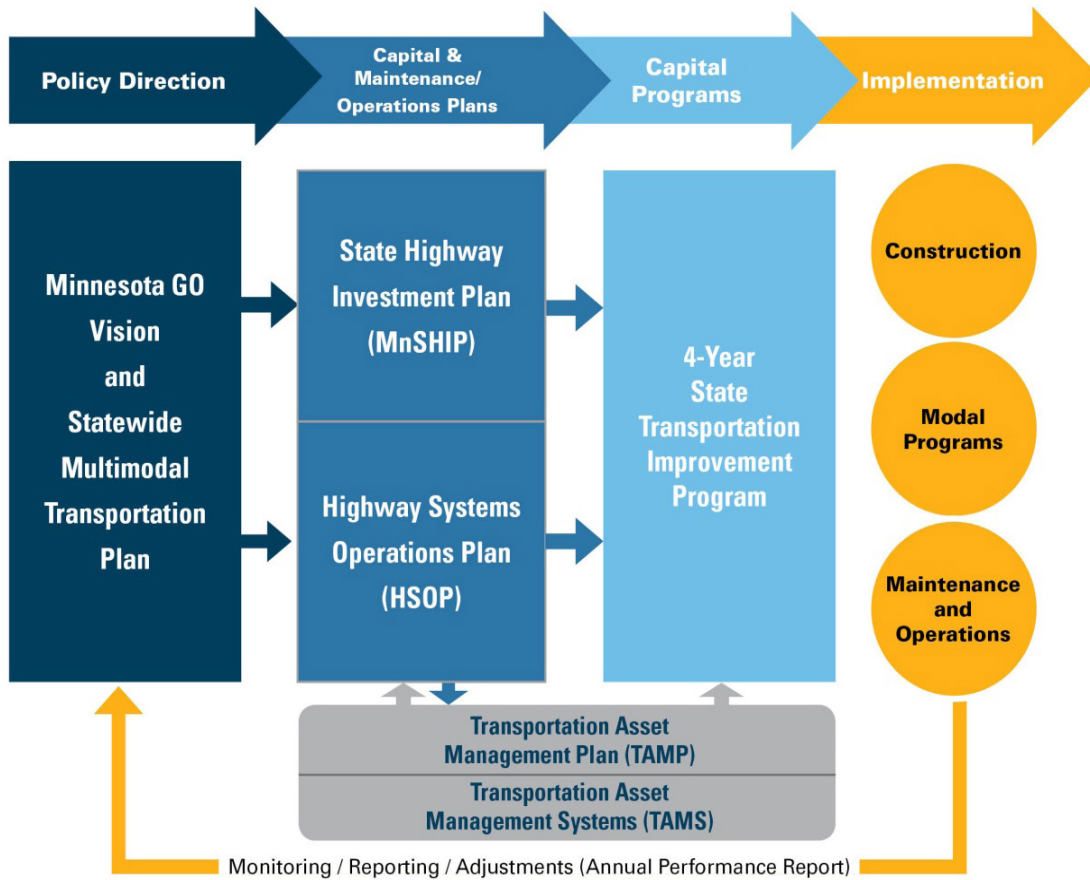 Policy Direction
Capital &
Maintenance/
Operations Plans
Capital
Programs
Implementation
Minnesota GO
Vision
and
Statewide
Multimodal
Transportation
Plan
State Highway
Investment Plan
(MnSHIP)
Highway Systems
Operations Plan
(HSOP)
4-Year
State
Transportation
Improvement
Program
Construction
Modal
Programs
Maintenance
and
Operations
Transportation Asset
Management Plan (TAMP)
Transportation Asset
Management Systems (TAMS)
Monitoring / Reporting / Adjustments (Annual Performance Report)